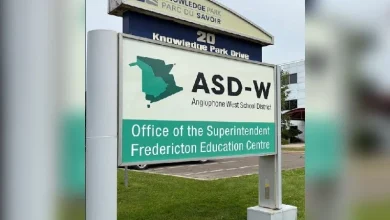 KNOWLEDGE PARK
PARC DU SAVOIR
20
Knowledge Park Drive
ASD-W
Anglophone West School District
Office of the Superintendent
Fredericton Education Centre